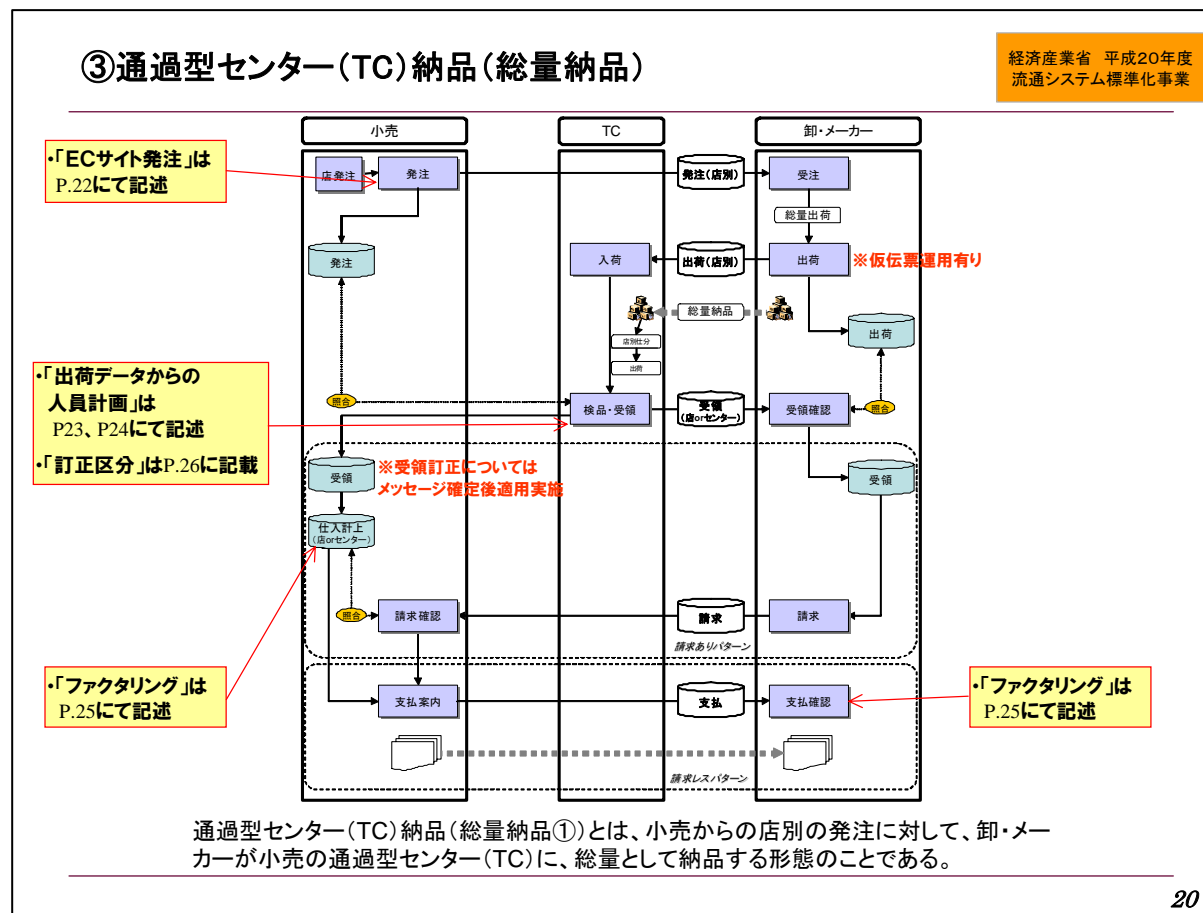 ③通過型センター(TC)納品(総量納品)
経済産業省 平成20年度
流通システム標準化事業
小売
TC
卸・メーカー
・「ECサイト発注」は
P.22にて記述
店発注
発注
発注(店別)
受注
総量出荷
発注
入荷
出荷(店別)
出荷
※仮伝票運用有り
総量納品
店別仕分
出荷
出荷
・「出荷データからの
人員計画」は
P23、P24にて記述
・「訂正区分」はP.26に記載
照合
検品・受領
受領
(店orセンター)
受領確認
照合
受領
※受領訂正については
メッセージ確定後適用実施
受領
仕入計上
(店orセンター)
照合
請求確認
請求
請求
請求ありパターン
・「ファクタリング」は
P.25にて記述
支払案内
支払
支払確認
・「ファクタリング」は
P.25にて記述
請求レスパターン
通過型センター(TC)納品(総量納品①)とは、小売からの店別の発注に対して、卸・メー
カーが小売の通過型センター(TC)に、総量として納品する形態のことである。
20